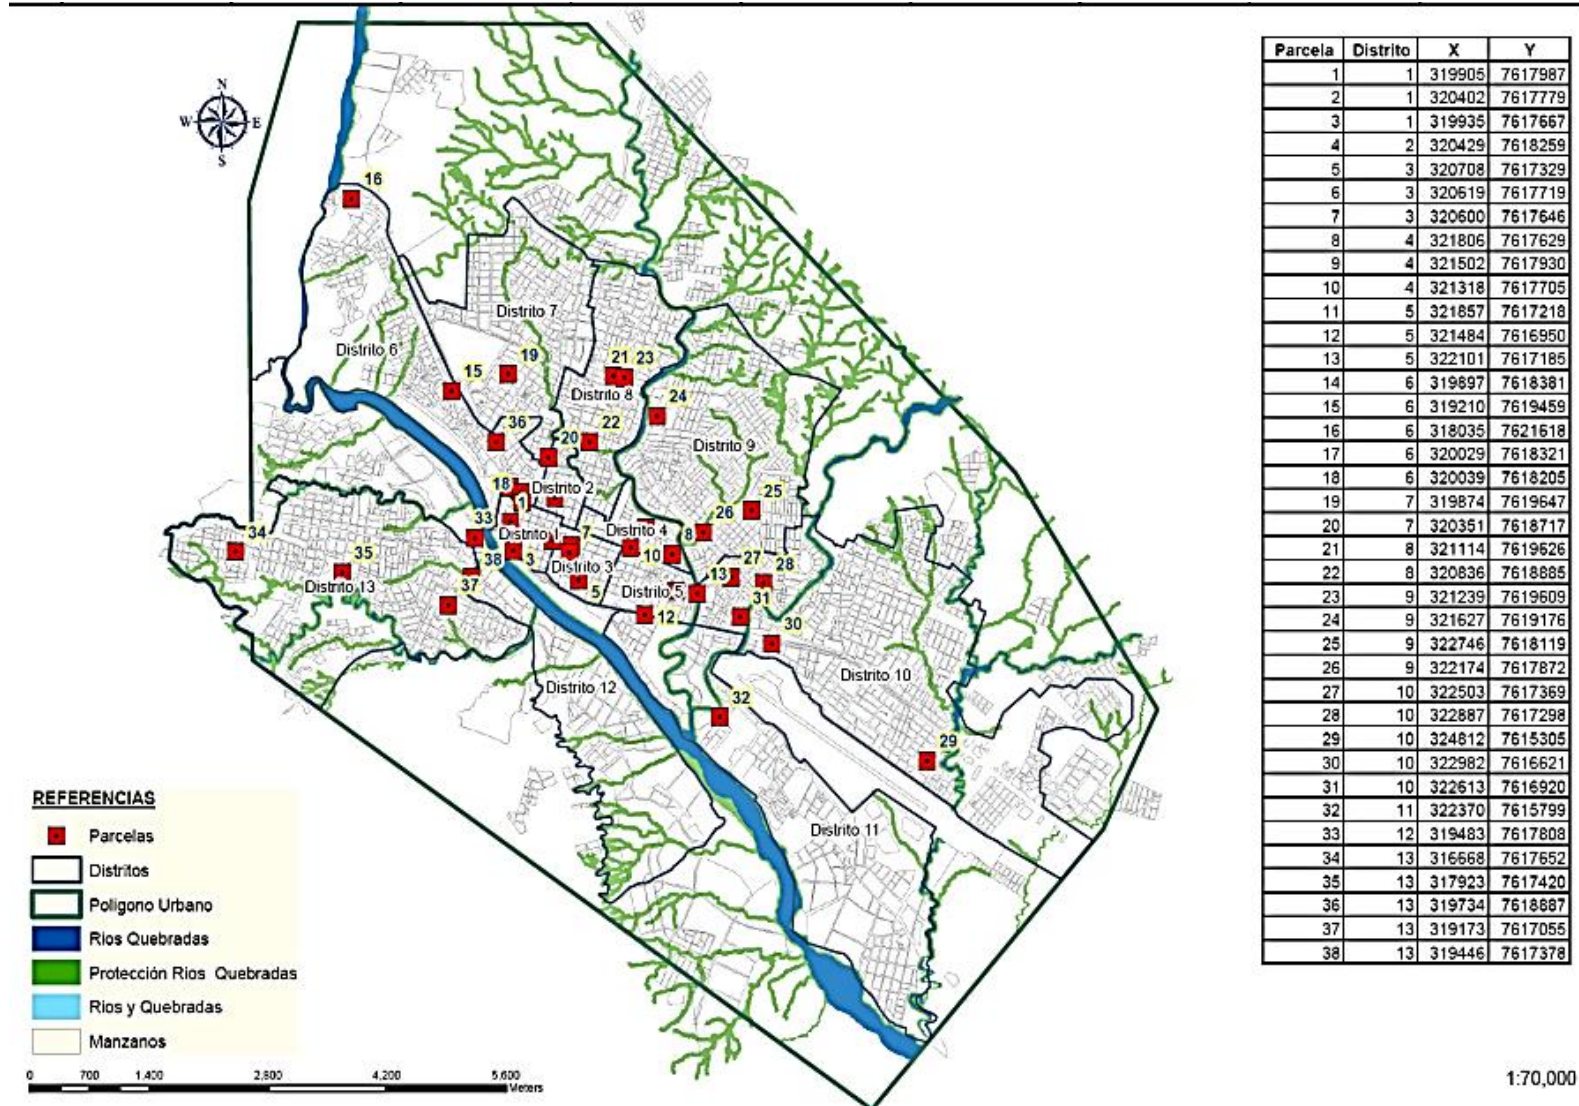 N
W E
S
16
Distrito 7
Distrito 6
19
21 23
15
Distrito 8
24
36
20 22
Distrito 9
18
Distrito 2
25
1
26
33
Distrito 1
7
Distrito 4
8
34
35
38
3
10
27
28
Distrito 3
13
Distrito 13
37
5
Distrito 5
31
12
30
Distrito 10
Distrito 12
32
29
Distrito 11
REFERENCIAS
Parcelas
Distritos
Poligono Urbano
Rios Quebradas
Protección Rios Quebradas
Rios y Quebradas
Manzanos
0 700 1,400 2,800 4,200 5,600
Meters
Parcela Distrito X Y
1 1 319905 7617987
2 1 320402 7617779
3 1 319935 7617667
4 2 320429 7618259
5 3 320708 7617329
6 3 320619 7617719
7 3 320600 7617646
8 4 321806 7617629
9 4 321502 7617930
10 4 321318 7617705
11 5 321857 7617218
12 5 321484 7616950
13 5 322101 7617185
14 6 319897 7618381
15 6 319210 7619459
16 6 318035 7621618
17 6 320029 7618321
18 6 320039 7618205
19 7 319874 7619647
20 7 320351 7618717
21 8 321114 7619626
22 8 320836 7618885
23 9 321239 7619609
24 9 321627 7619176
25 9 322746 7618119
26 9 322174 7617872
27 10 322503 7617369
28 10 322887 7617298
29 10 324812 7615305
30 10 322982 7616621
31 10 322613 7616920
32 11 322370 7615799
33 12 319483 7617808
34 13 316668 7617652
35 13 317923 7617420
36 13 319734 7618887
37 13 319173 7617055
38 13 319446 7617378
1:70,000